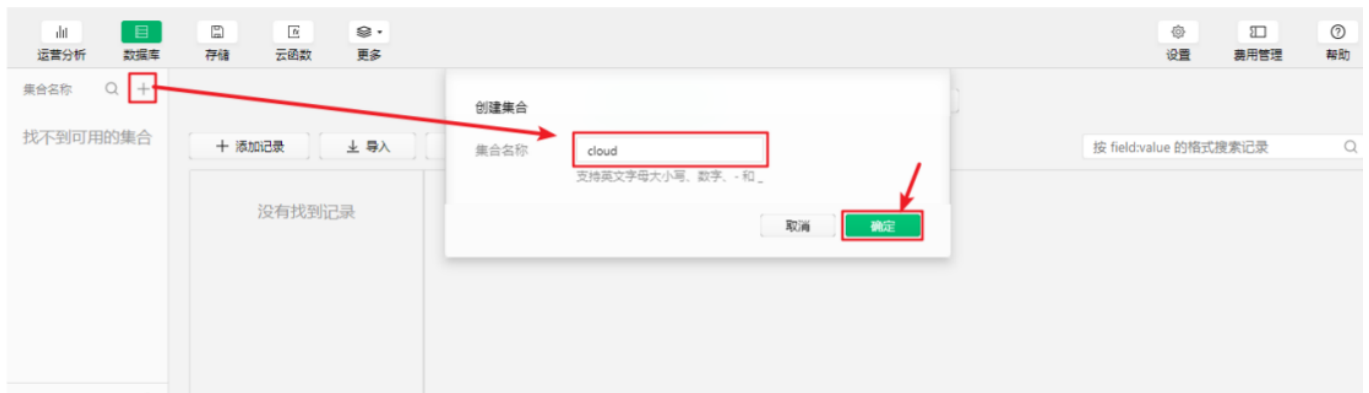 运营分析 数据库 存储 云函数 更多 设置 费用管理 帮助
集合名称
找不到可用的集合
添加记录 导入
按 field:value 的格式搜索记录
没有找到记录
创建集合
集合名称 cloud
支持英文字母大小写、数字、- 和 _
取消 确定